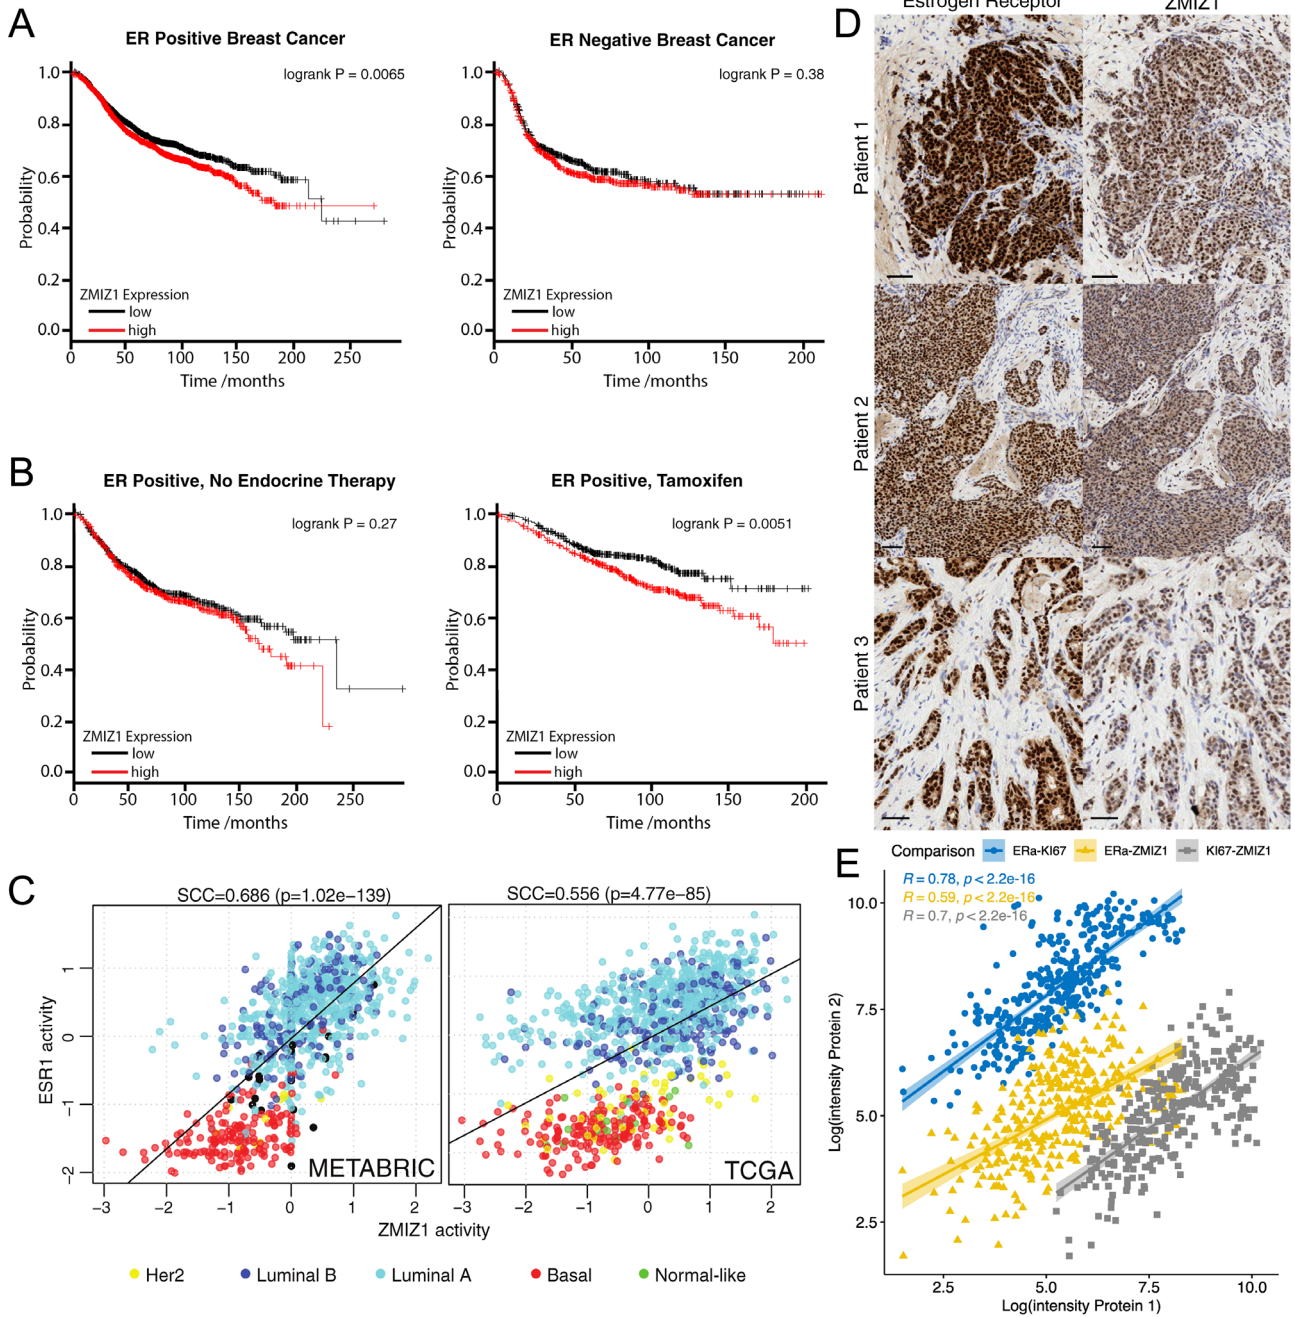 A
ER Positive Breast Cancer
logrank P = 0.0065
1.0
0.8
0.6
0.4
0.2
0.0
Probability
ZMIZ1 Expression
low
high
0 50 100 150 200 250
Time /months
ER Negative Breast Cancer
logrank P = 0.38
1.0
0.8
0.6
0.4
0.2
0.0
Probability
ZMIZ1 Expression
low
high
0 50 100 150 200
Time /months
B
ER Positive, No Endocrine Therapy
logrank P = 0.27
1.0
0.8
0.6
0.4
0.2
0.0
Probability
ZMIZ1 Expression
low
high
0 50 100 150 200 250
Time /months
ER Positive, Tamoxifen
logrank P = 0.0051
1.0
0.8
0.6
0.4
0.2
0.0
Probability
ZMIZ1 Expression
low
high
0 50 100 150 200
Time /months
C
SCC=0.686 (p=1.02e−139)
SCC=0.556 (p=4.77e−85)
ESR1 activity
1
0
−1
−2
METABRIC
TCGA
−3 −2 −1 0 1 2
−3 −2 −1 0 1 2
ZMIZ1 activity
Her2
Luminal B
Luminal A
Basal
Normal-like
D
Estrogen Receptor
ZMIZ1
Patient 1
Patient 2
Patient 3
E
Comparison ERa-KI67 ERa-ZMIZ1 KI67-ZMIZ1
R = 0.78, p < 2.2e-16
R = 0.59, p < 2.2e-16
R = 0.7, p < 2.2e-16
10.0
7.5
5.0
2.5
Log(intensity Protein 2)
2.5 5.0 7.5 10.0
Log(intensity Protein 1)